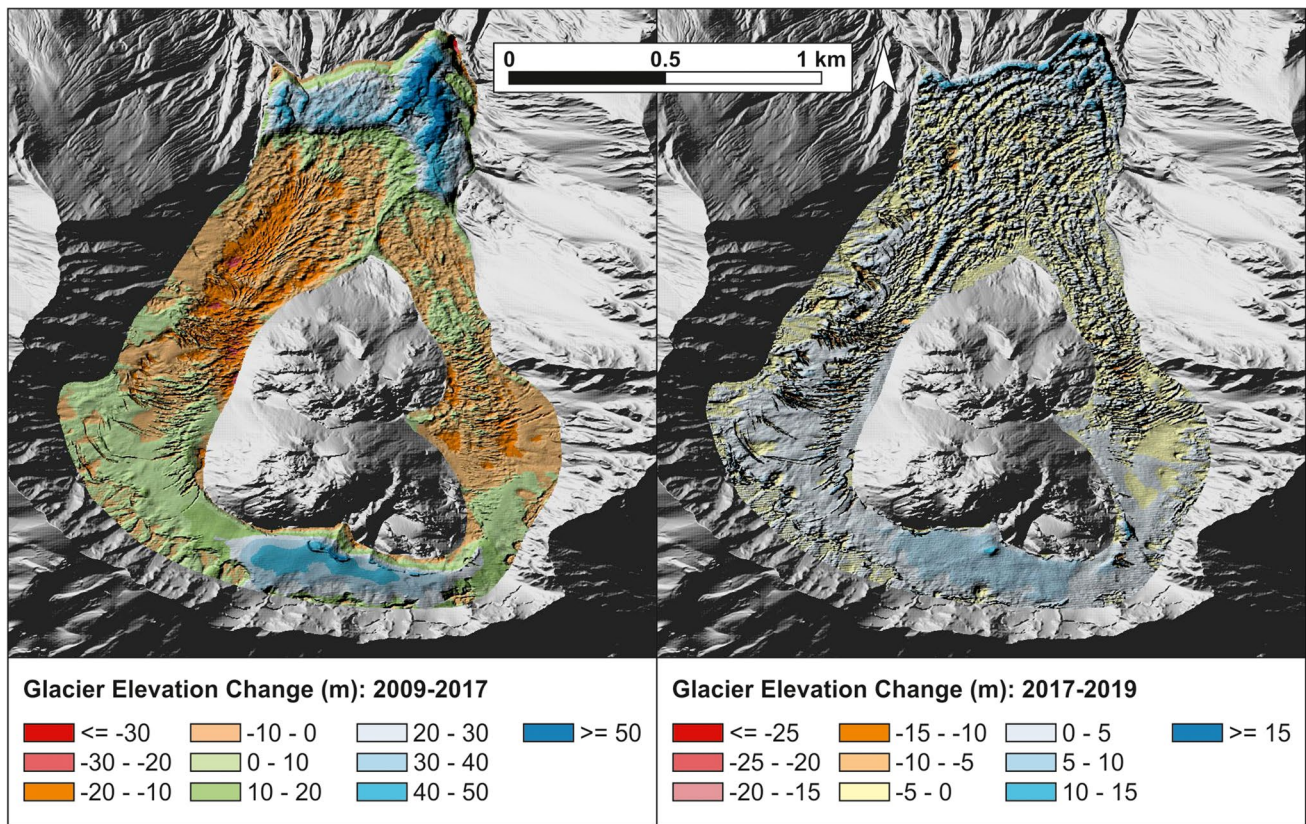 0 0.5 1 km
Glacier Elevation Change (m): 2009-2017
<= -30 -10 - 0 20 - 30 >= 50
-30 - -20 0 - 10 30 - 40
-20 - -10 10 - 20 40 - 50
Glacier Elevation Change (m): 2017-2019
<= -25 -15 - -10 0 - 5 >= 15
-25 - -20 -10 - -5 5 - 10
-20 - -15 -5 - 0 10 - 15